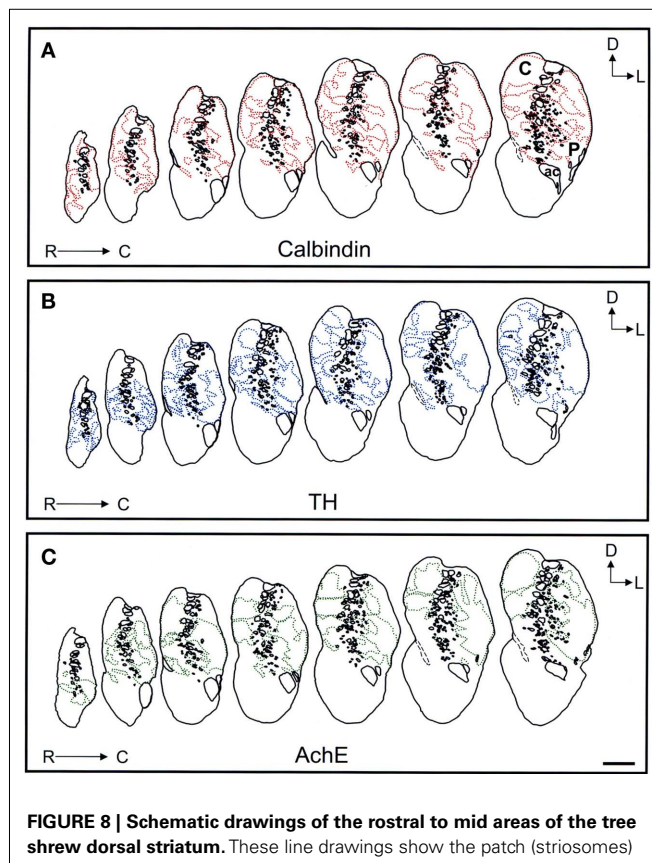 A
D
L
C
P
ac
R C
Calbindin
B
D
L
R C
TH
C
D
L
R C
AchE
FIGURE 8 | Schematic drawings of the rostral to mid areas of the tree
shrew dorsal striatum. These line drawings show the patch (striosomes)